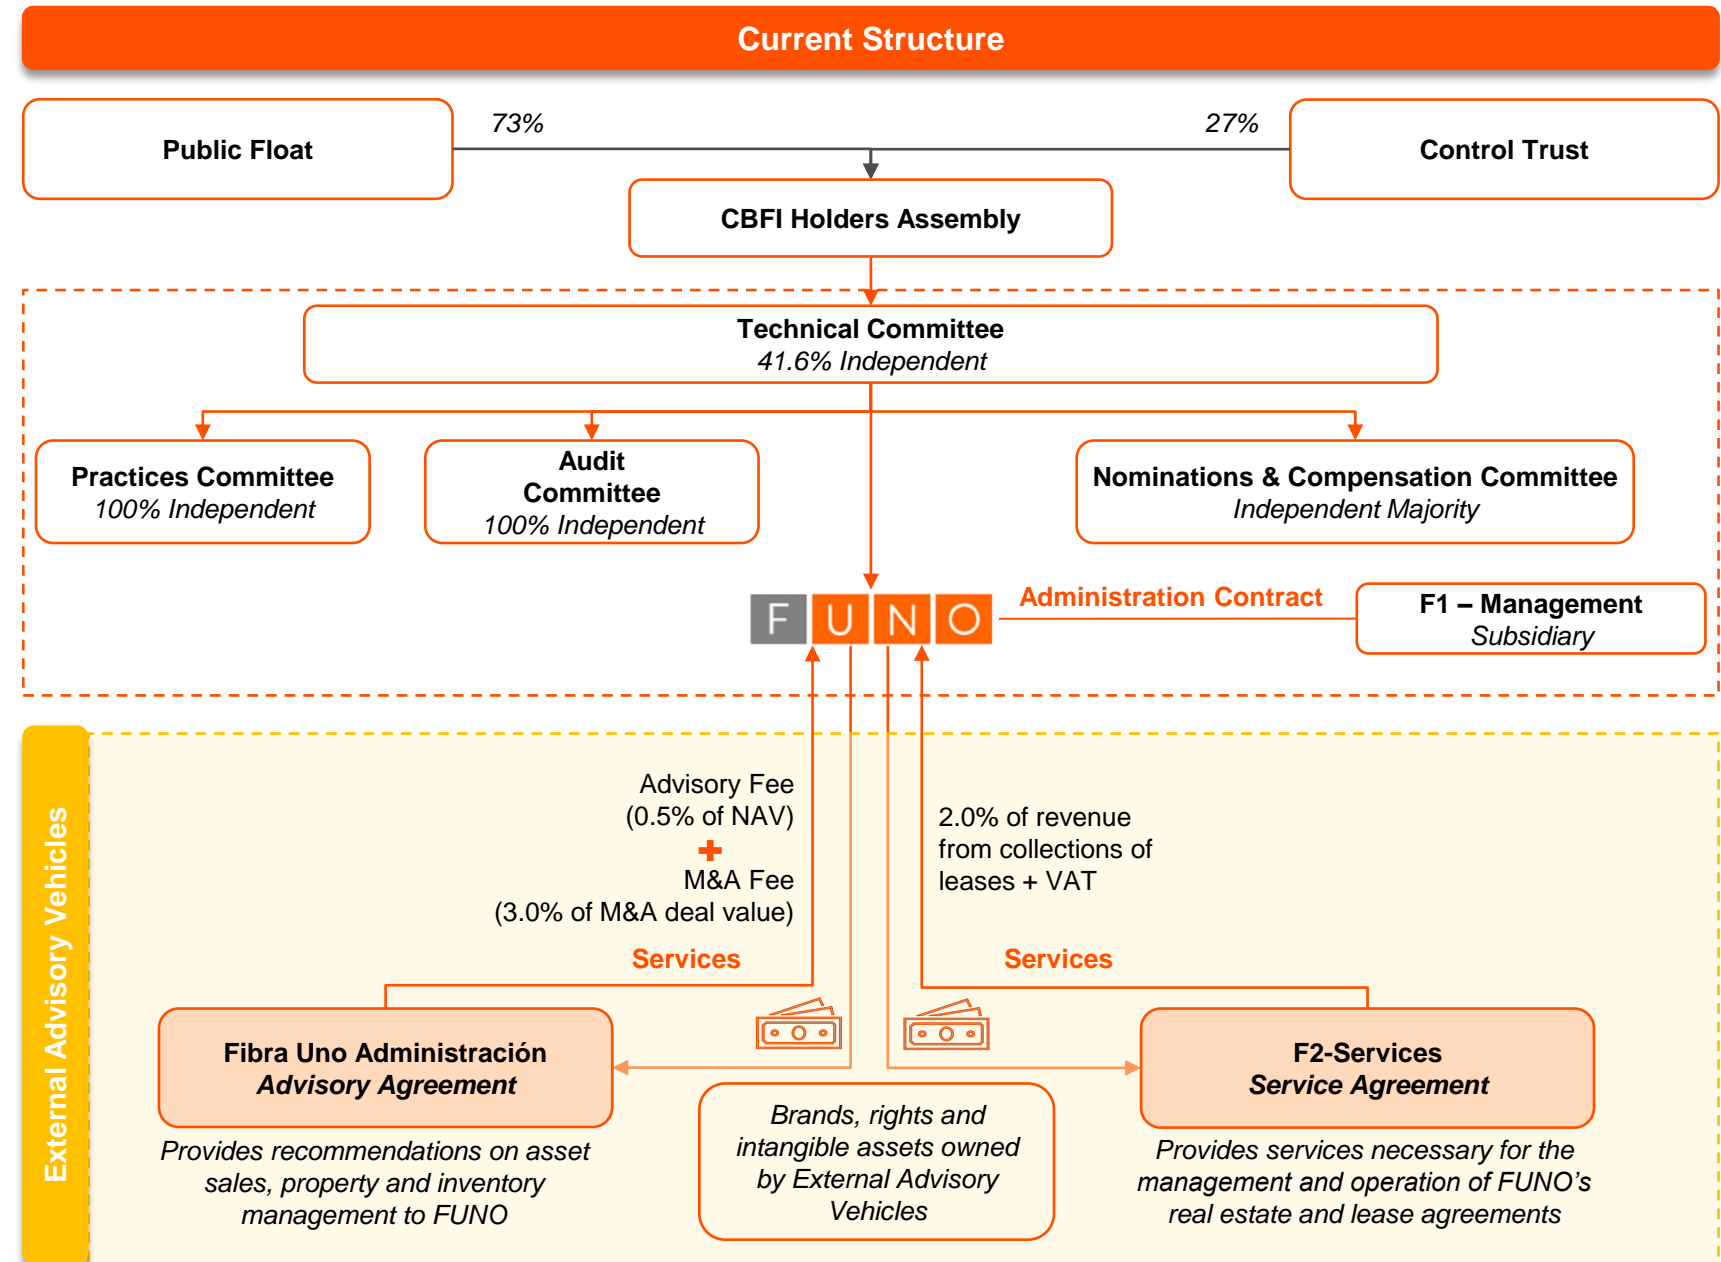 Current Structure
Public Float
73%
27%
Control Trust
CBFI Holders Assembly
Technical Committee
41.6% Independent
Practices Committee
100% Independent
Audit
Committee
100% Independent
Nominations & Compensation Committee
Independent Majority
FUNO
Administration Contract
F1 – Management
Subsidiary
External Advisory Vehicles
Advisory Fee
(0.5% of NAV)
+
M&A Fee
(3.0% of M&A deal value)
Services
2.0% of revenue
from collections of
leases + VAT
Services
Fibra Uno Administración
Advisory Agreement
Provides recommendations on asset
sales, property and inventory
management to FUNO
Brands, rights and
intangible assets owned
by External Advisory
Vehicles
F2-Services
Service Agreement
Provides services necessary for the
management and operation of FUNO’s
real estate and lease agreements